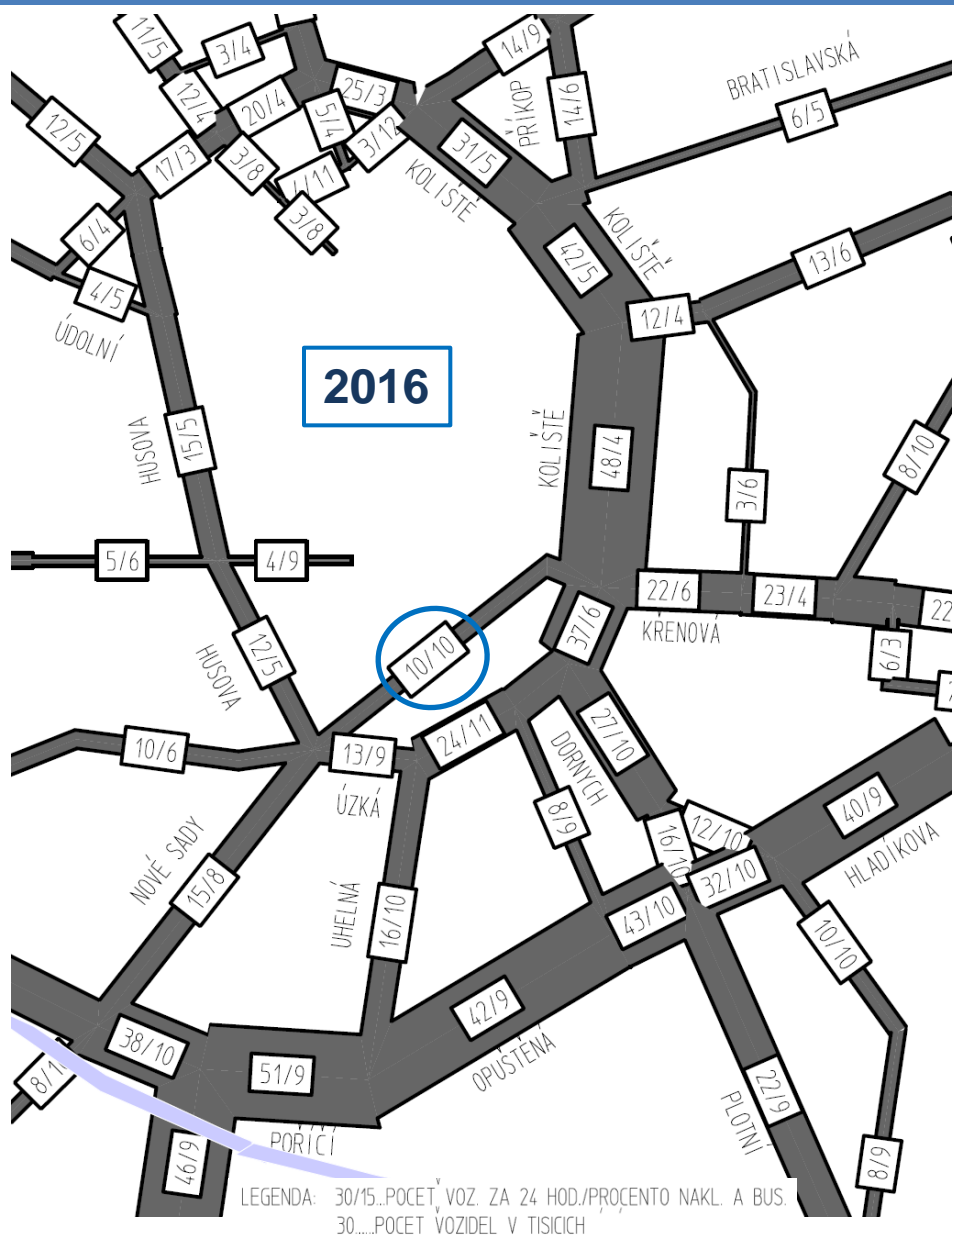 11/5
3/4
14/9
12/4
20/4
25/3
5/4
3/12
14/6
PŘÍKOP
BRATISLAVSKÁ
6/5
12/5
17/3
3/8
4/11
3/8
31/5
KOLIŠTĚ
6/4
4/5
ÚDOLNÍ
42/5
KOLIŠTĚ
13/6
12/4
2016
HUSOVA
15/5
KOLIŠTĚ
48/4
3/6
8/10
5/6
4/9
22/6
23/4
22
KŘENOVÁ
37/6
6/3
10/10
HUSOVA
12/5
10/6
13/9
24/11
ÚZKÁ
27/10
DORNYCH
8/9
16/10
12/10
40/9
HLADÍKOVA
NOVÉ SADY
15/8
UHELNÁ
16/10
32/10
43/10
10/10
42/9
OPUŠTĚNÁ
38/10
51/9
8/10
22/9
PLOTNÍ
POŘÍČÍ
46/9
8/9
LEGENDA: 30/15..POČET VOZ. ZA 24 HOD./PROCENTO NÁKL. A BUS.
30....POČET VOZIDEL V TISÍCÍCH